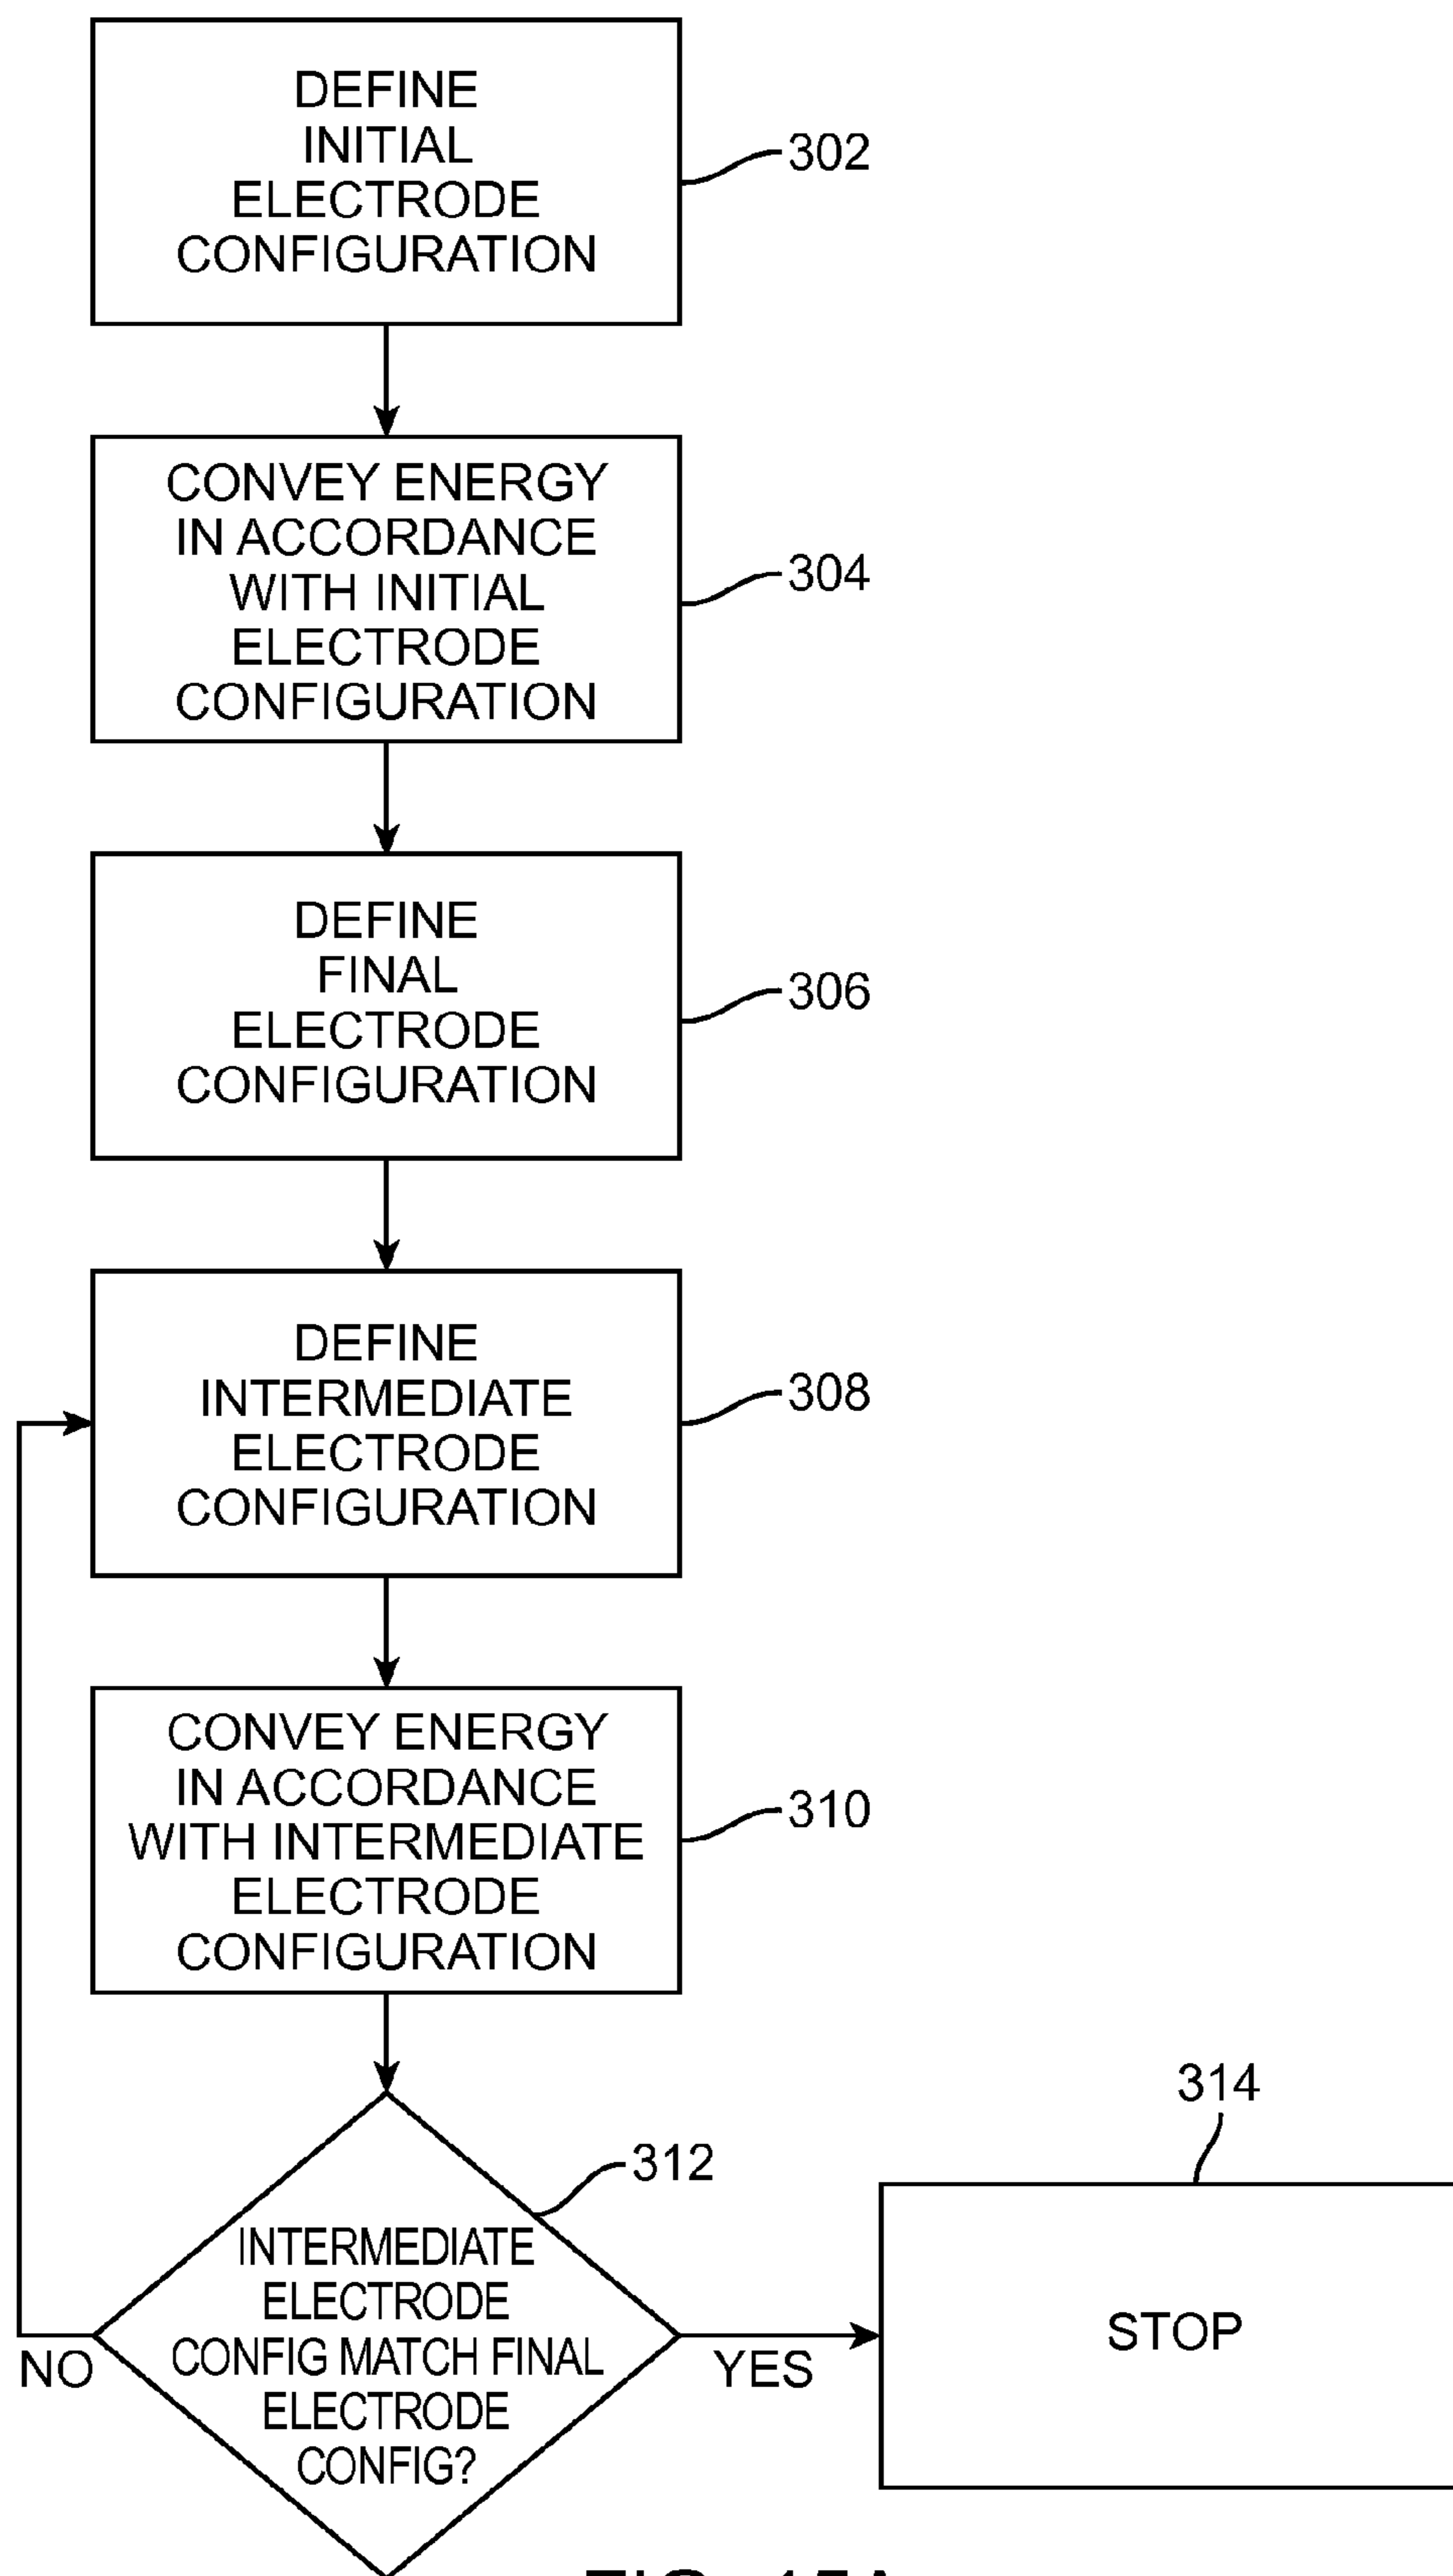 DEFINE
INITIAL
ELECTRODE
CONFIGURATION
302
CONVEY ENERGY
IN ACCORDANCE
WITH INITIAL
ELECTRODE
CONFIGURATION
304
DEFINE
FINAL
ELECTRODE
CONFIGURATION
306
DEFINE
INTERMEDIATE
ELECTRODE
CONFIGURATION
308
CONVEY ENERGY
IN ACCORDANCE
WITH INTERMEDIATE
ELECTRODE
CONFIGURATION
310
312
INTERMEDIATE
ELECTRODE
CONFIG MATCH FINAL
ELECTRODE
CONFIG?
NO
YES
314
STOP